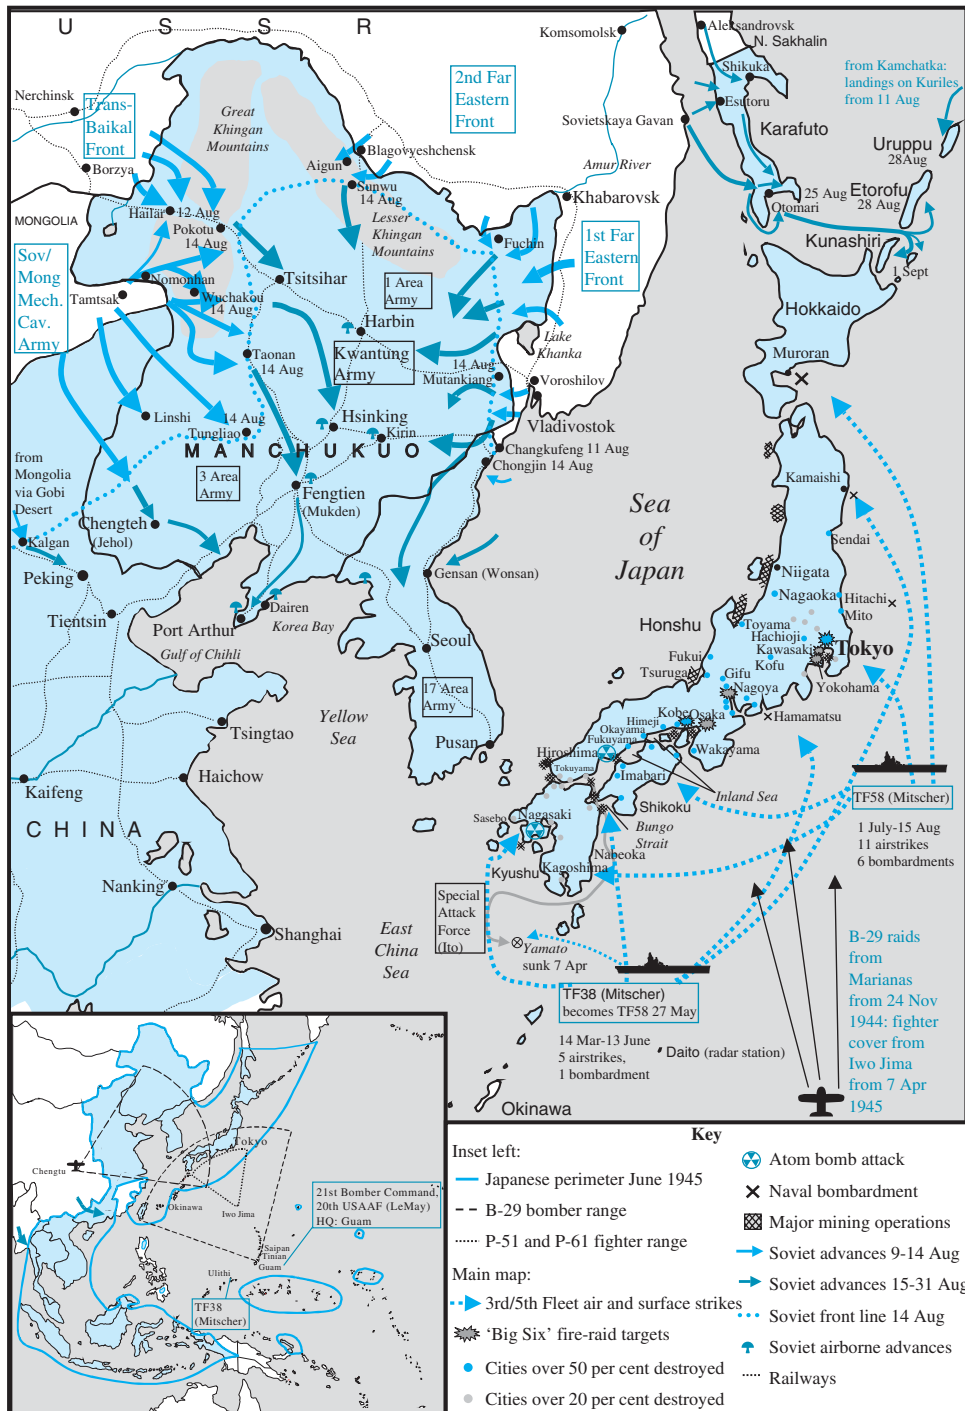 U S S R
Komsomolsk
Aleksandrovsk
N. Sakhalin
Shikuka
from Kamchatka:
landings on Kuriles
from 11 Aug
Nerchinsk
Trans-
Baikal
Front
Great
Khingan
Mountains
2nd Far
Eastern
Front
Esutoru
Sovietskaya Gavan
Karafuto
Uruppu
28Aug
Borzya
Aigun
Blagovyeshchensk
Amur River
Sunwu
14 Aug
Khabarovsk
25 Aug
Otomari
Etorofu
28 Aug
MONGOLIA
Hailar
12 Aug
Pokotu
14 Aug
Lesser
Khingan
Mountains
Fuchin
1st Far
Eastern
Front
Kunashiri
1 Sept
Sov/
Mong
Mech.
Cav.
Army
Nomonhan
Tamtsak
Wuchakou
14 Aug
Tsitsihar
1 Area
Army
Hokkaido
Harbin
Lake
Khanka
Kwantung
Army
Muroran
Taonan
14 Aug
14 Aug
Mutankiang
Voroshilov
Linshi
14 Aug
Tungliao
Hsinking
Kirin
Vladivostok
MANCHUKUO
Changkufeng 11 Aug
Chongjin 14 Aug
from
Mongolia
via Gobi
Desert
3 Area
Army
Fengtien
(Mukden)
Sea
of
Japan
Kamaishi
Chengteh
(Jehol)
Kalgan
Sendai
Peking
Gensan (Wonsan)
Niigata
Nagaoka
Hitachi
Mito
Tientsin
Dairen
Port Arthur
Korea Bay
Gulf of Chihli
Honshu
Toyama
Hachioji
Kawasaki
Tokyo
Seoul
Fukui
Tsuruga
Kofu
Gifu
Nagoya
Yokohama
17 Area
Army
Yellow
Sea
Tsingtao
Pusan
Himeji
Kobe
Osaka
Hamamatsu
Okayama
Fukuyama
Wakayama
Hiroshima
Tokuyama
Imabari
Inland Sea
Haichow
Kaifeng
Shikoku
Sasebo
Nagasaki
Bungo
Strait
TF58 (Mitscher)
1 July-15 Aug
11 airstrikes
6 bombardments
CHINA
Nabeoka
Kyushu
Kagoshima
Nanking
Special
Attack
Force
(Ito)
Shanghai
East
China
Sea
Yamato
sunk 7 Apr
B-29 raids
from
Marianas
from 24 Nov
1944: fighter
cover from
Iwo Jima
from 7 Apr
1945
TF38 (Mitscher)
becomes TF58 27 May
14 Mar-13 June
5 airstrikes,
1 bombardment
Daito (radar station)
Okinawa
Chengtu
Tokyo
Okinawa
Iwo Jima
21st Bomber Command,
20th USAAF (LeMay)
HQ: Guam
Saipan
Tinian
Guam
Ulithi
TF38
(Mitscher)
Key
Inset left:
Japanese perimeter June 1945
B-29 bomber range
P-51 and P-61 fighter range
Main map:
3rd/5th Fleet air and surface strikes
‘Big Six’ fire-raid targets
Cities over 50 per cent destroyed
Cities over 20 per cent destroyed
Atom bomb attack
Naval bombardment
Major mining operations
Soviet advances 9-14 Aug
Soviet advances 15-31 Aug
Soviet front line 14 Aug
Soviet airborne advances
Railways